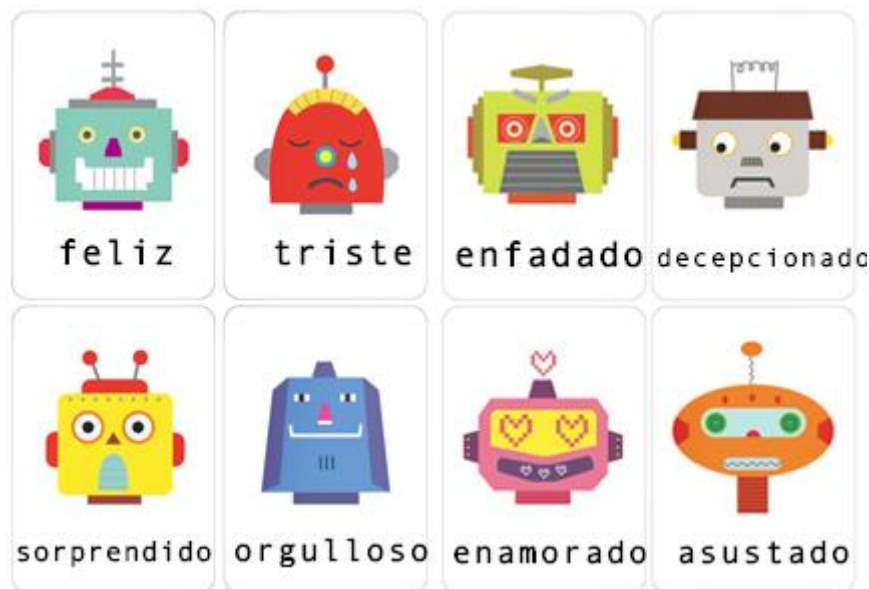 feliz triste enfadado decepcionado
sorprendido orgulloso enamorado asustado